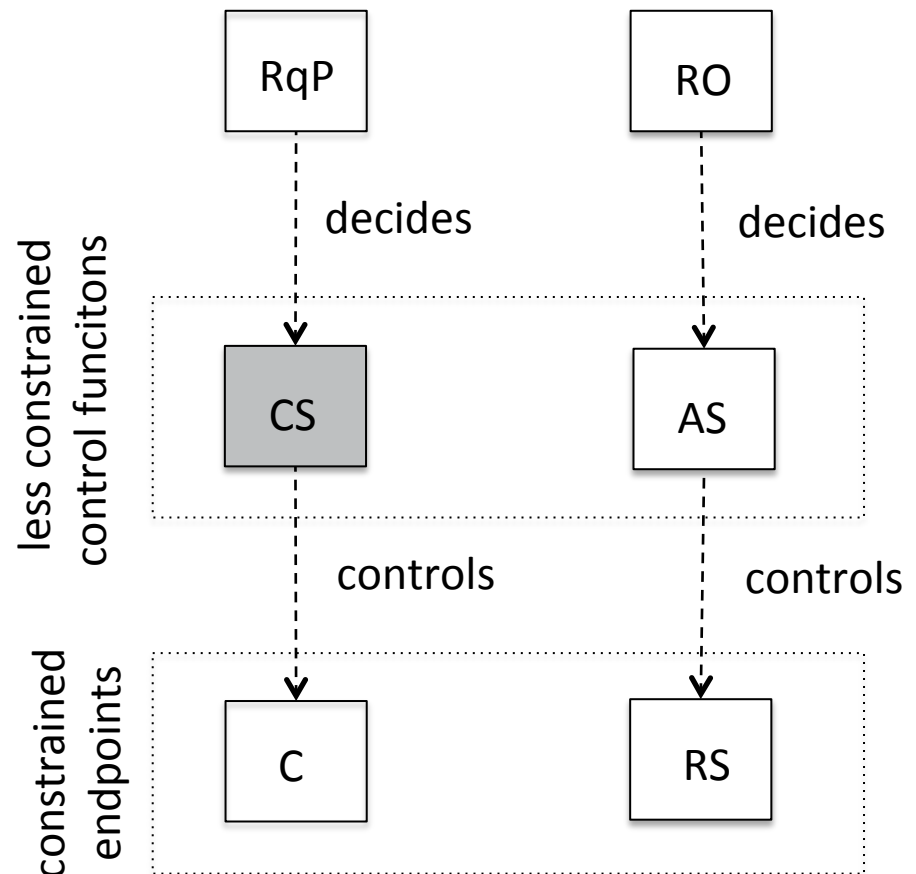 RqP
RO
decides
decides
less constrained
control funcitons
CS
AS
controls
controls
constrained
endpoints
C
RS